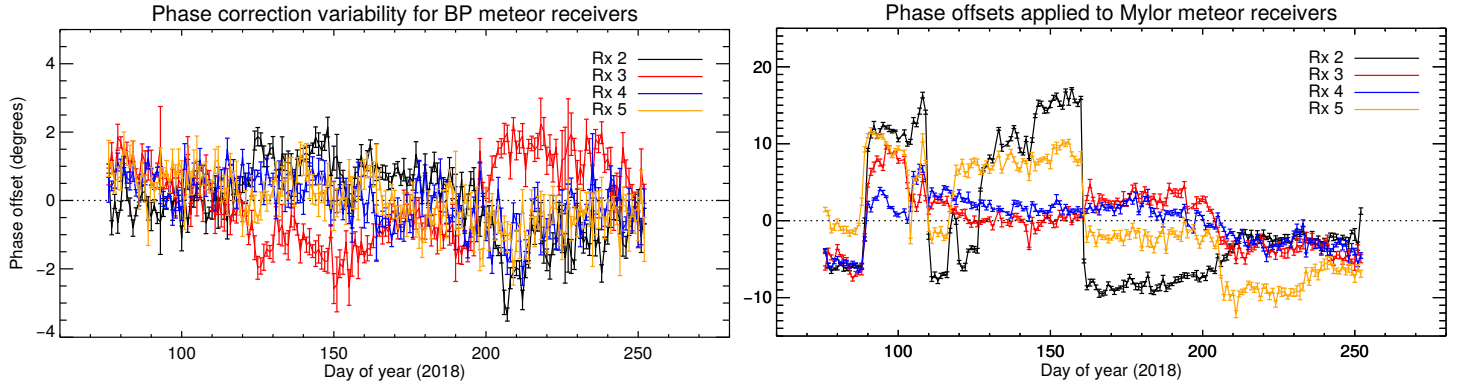 Phase correction variability for BP meteor receivers
Phase offset (degrees)
4
2
0
−2
−4
Rx 2
Rx 3
Rx 4
Rx 5
100
150
200
250
Day of year (2018)
Phase offsets applied to Mylor meteor receivers
20
10
0
−10
Rx 2
Rx 3
Rx 4
Rx 5
100
150
200
250
Day of year (2018)